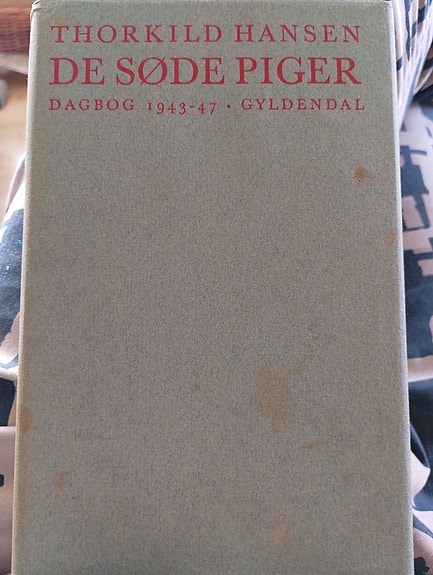 THORKILD HANSEN
DE SØDE PIGER
DAGBOG 1943-47 · GYLDENDAL